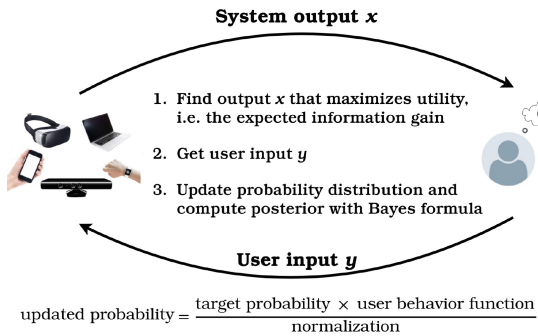 System output x
1. Find output x that maximizes utility,
i.e. the expected information gain
2. Get user input y
3. Update probability distribution and
compute posterior with Bayes formula
User input y
updated probability = target probability × user behavior function
normalization